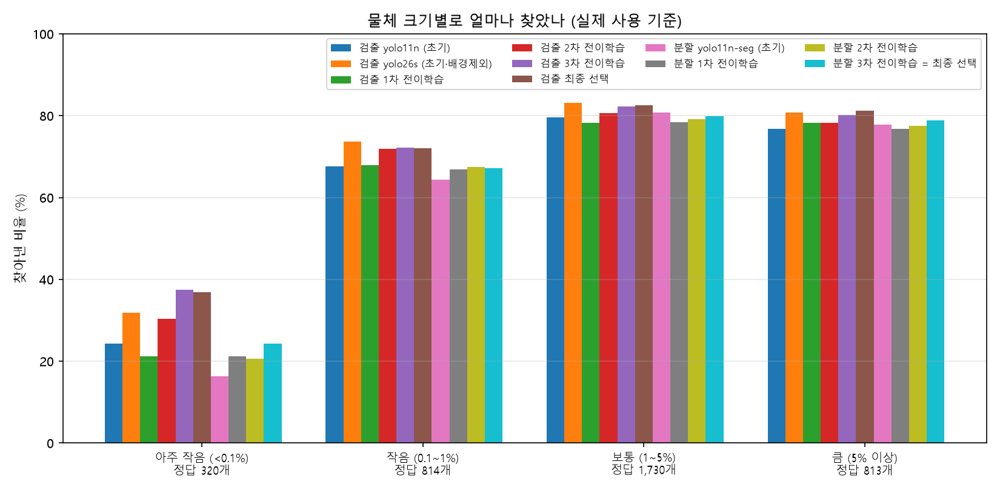 물체 크기별로 얼마나 찾았나 (실제 사용 기준)
검출 yolo11n (초기)
검출 yolo26s (초기·배경제외)
검출 1차 전이학습
검출 2차 전이학습
검출 3차 전이학습
검출 최종 선택
분할 yolo11n-seg (초기)
분할 1차 전이학습
분할 2차 전이학습
분할 3차 전이학습 = 최종 선택
찾아낸 비율 (%)
100
80
60
40
20
0
아주 작음 (<0.1%)
정답 320개
작음 (0.1~1%)
정답 814개
보통 (1~5%)
정답 1,730개
큼 (5% 이상)
정답 813개